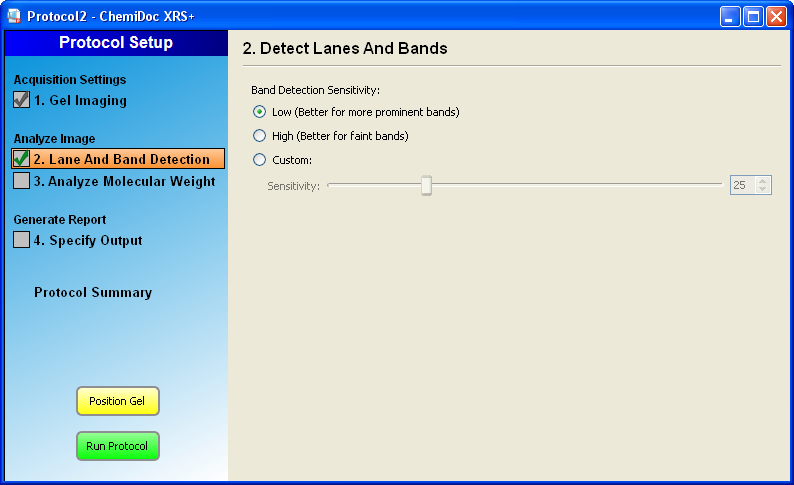 Protocol2 - ChemiDoc XRS+
Protocol Setup
Acquisition Settings
1. Gel Imaging
Analyze Image
2. Lane And Band Detection
3. Analyze Molecular Weight
Generate Report
4. Specify Output
Protocol Summary
Position Gel
Run Protocol
2. Detect Lanes And Bands
Band Detection Sensitivity:
Low (Better for more prominent bands)
High (Better for faint bands)
Custom:
Sensitivity: 25